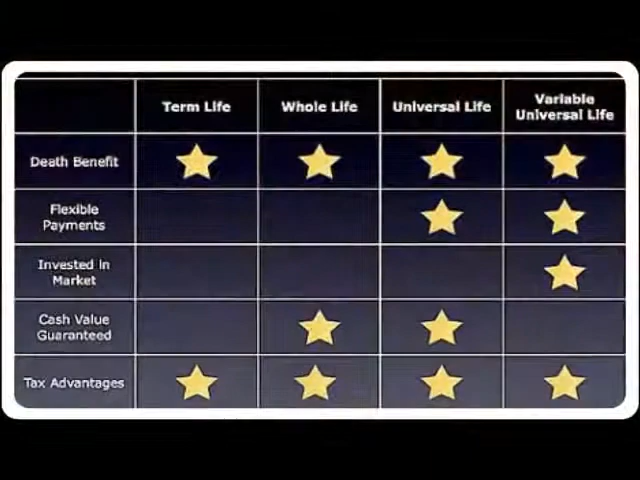 Term Life
Whole Life
Universal Life
Variable
Universal Life
Death Benefit
Flexible
Payments
Invested in
Market
Cash Value
Guaranteed
Tax Advantages